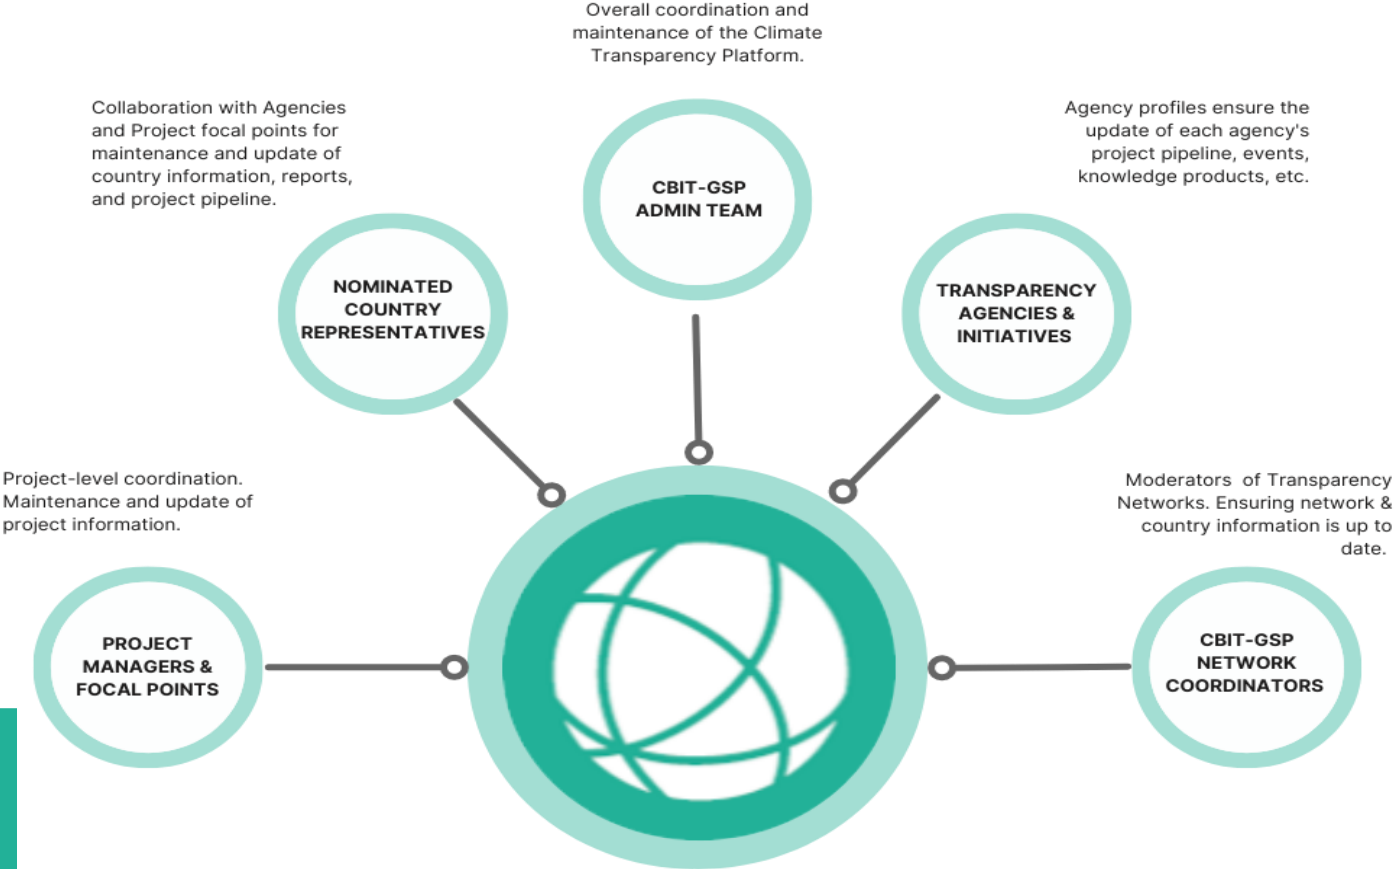 Overall coordination and
maintenance of the Climate
Transparency Platform.
CBIT-GSP
ADMIN TEAM
Collaboration with Agencies
and Project focal points for
maintenance and update of
country information, reports,
and project pipeline.
NOMINATED
COUNTRY
REPRESENTATIVES
Agency profiles ensure the
update of each agency's
project pipeline, events,
knowledge products, etc.
TRANSPARENCY
AGENCIES &
INITIATIVES
Project-level coordination.
Maintenance and update of
project information.
PROJECT
MANAGERS &
FOCAL POINTS
Moderators of Transparency
Networks. Ensuring network &
country information is up to
date.
CBIT-GSP
NETWORK
COORDINATORS